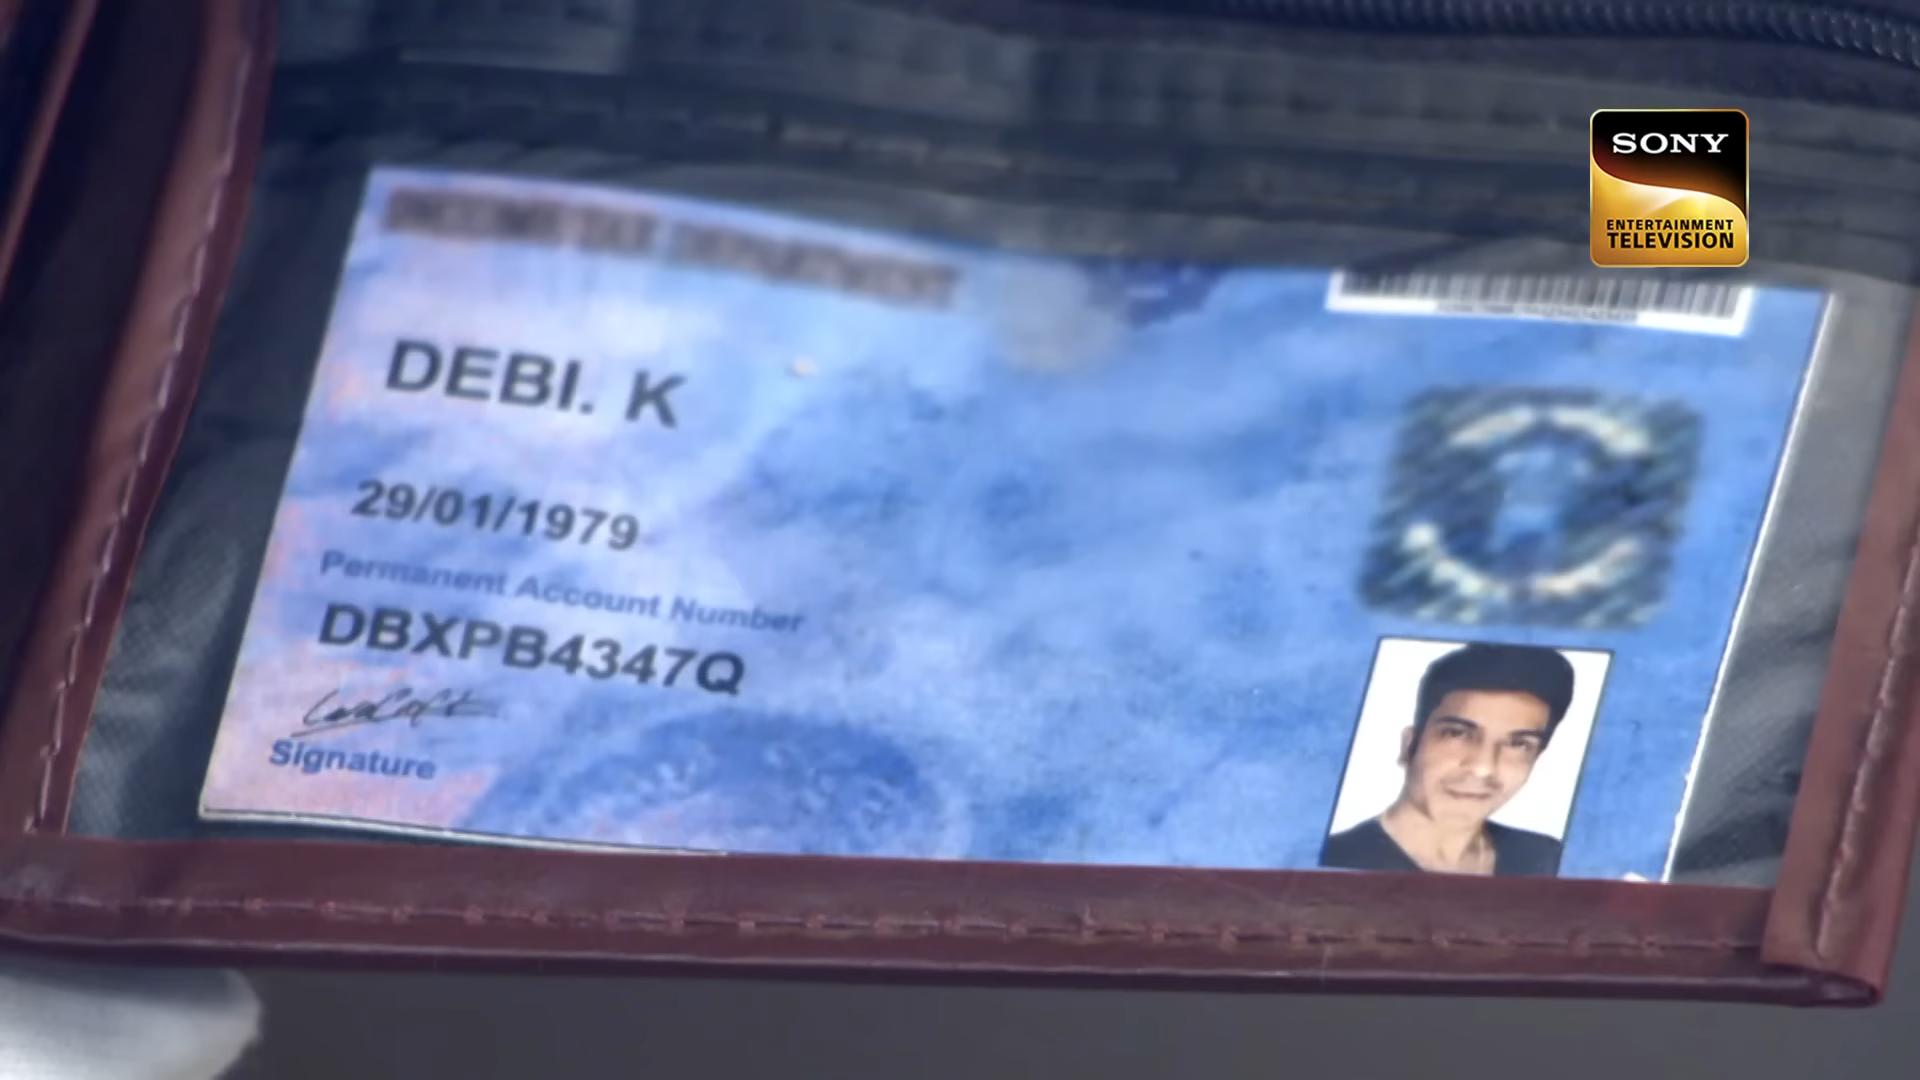 SONY
ENTERTAINMENT
TELEVISION
DEBI. K
29/01/1979
Permanent Account Number
DBXPB4347Q
Signature